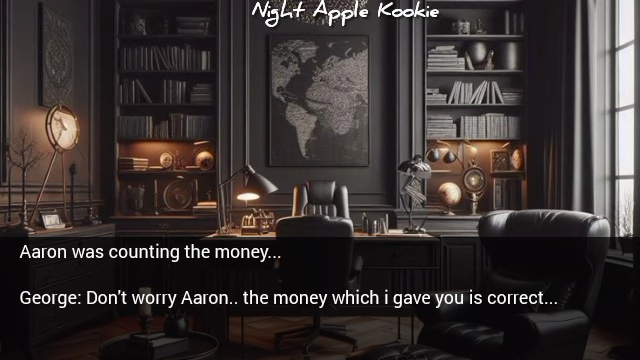 Night Apple Kookie
Aaron was counting the money...
George: Don't worry Aaron.. the money which i gave you is correct...